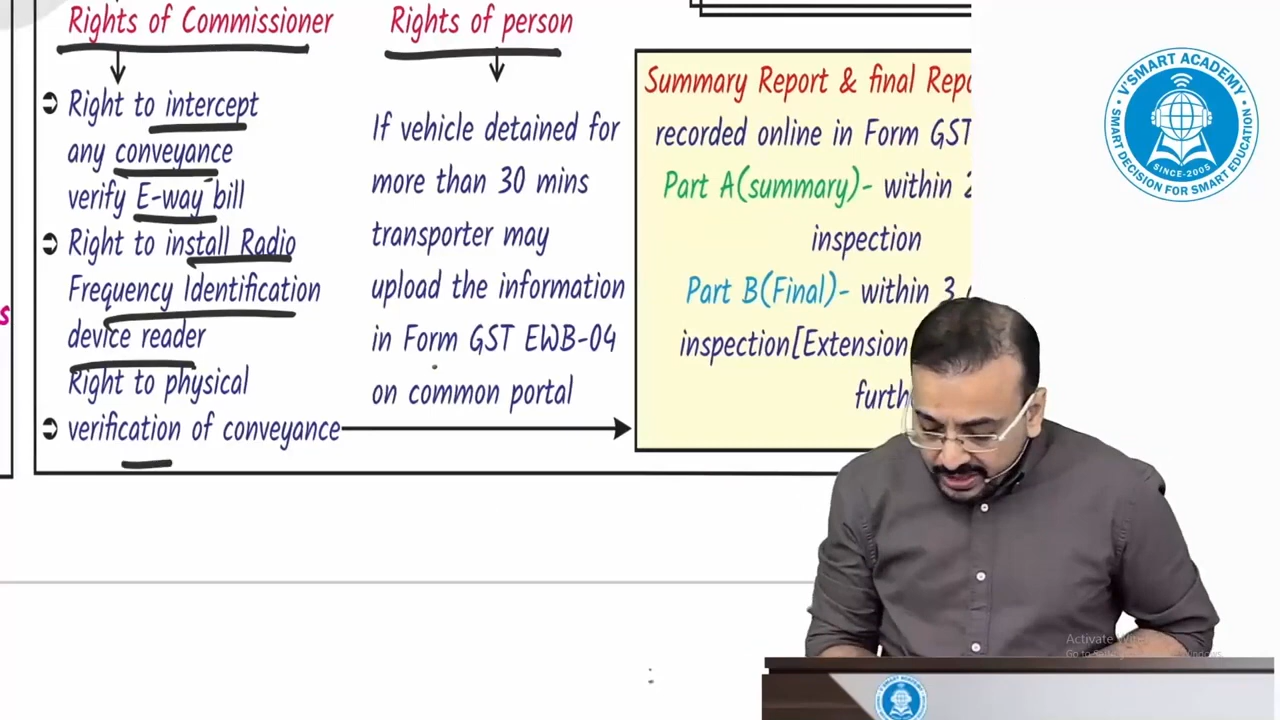 Rights of Commissioner
➲ Right to intercept
any conveyance
verify E-way bill
➲ Right to install Radio
Frequency Identification
device reader
Right to physical
➲ verification of conveyance
Rights of person
If vehicle detained for
more than 30 mins
transporter may
upload the information
in Form GST EWB-04
on common portal
Summary Report & final Repo
recorded online in Form GST
Part A(summary)- within 2
inspection
Part B(Final)- within 3
inspection[Extension
furth
s
V'SMART ACADEMY
SINCE-2005
SMART DECISION FOR SMART EDUCATION
Activate